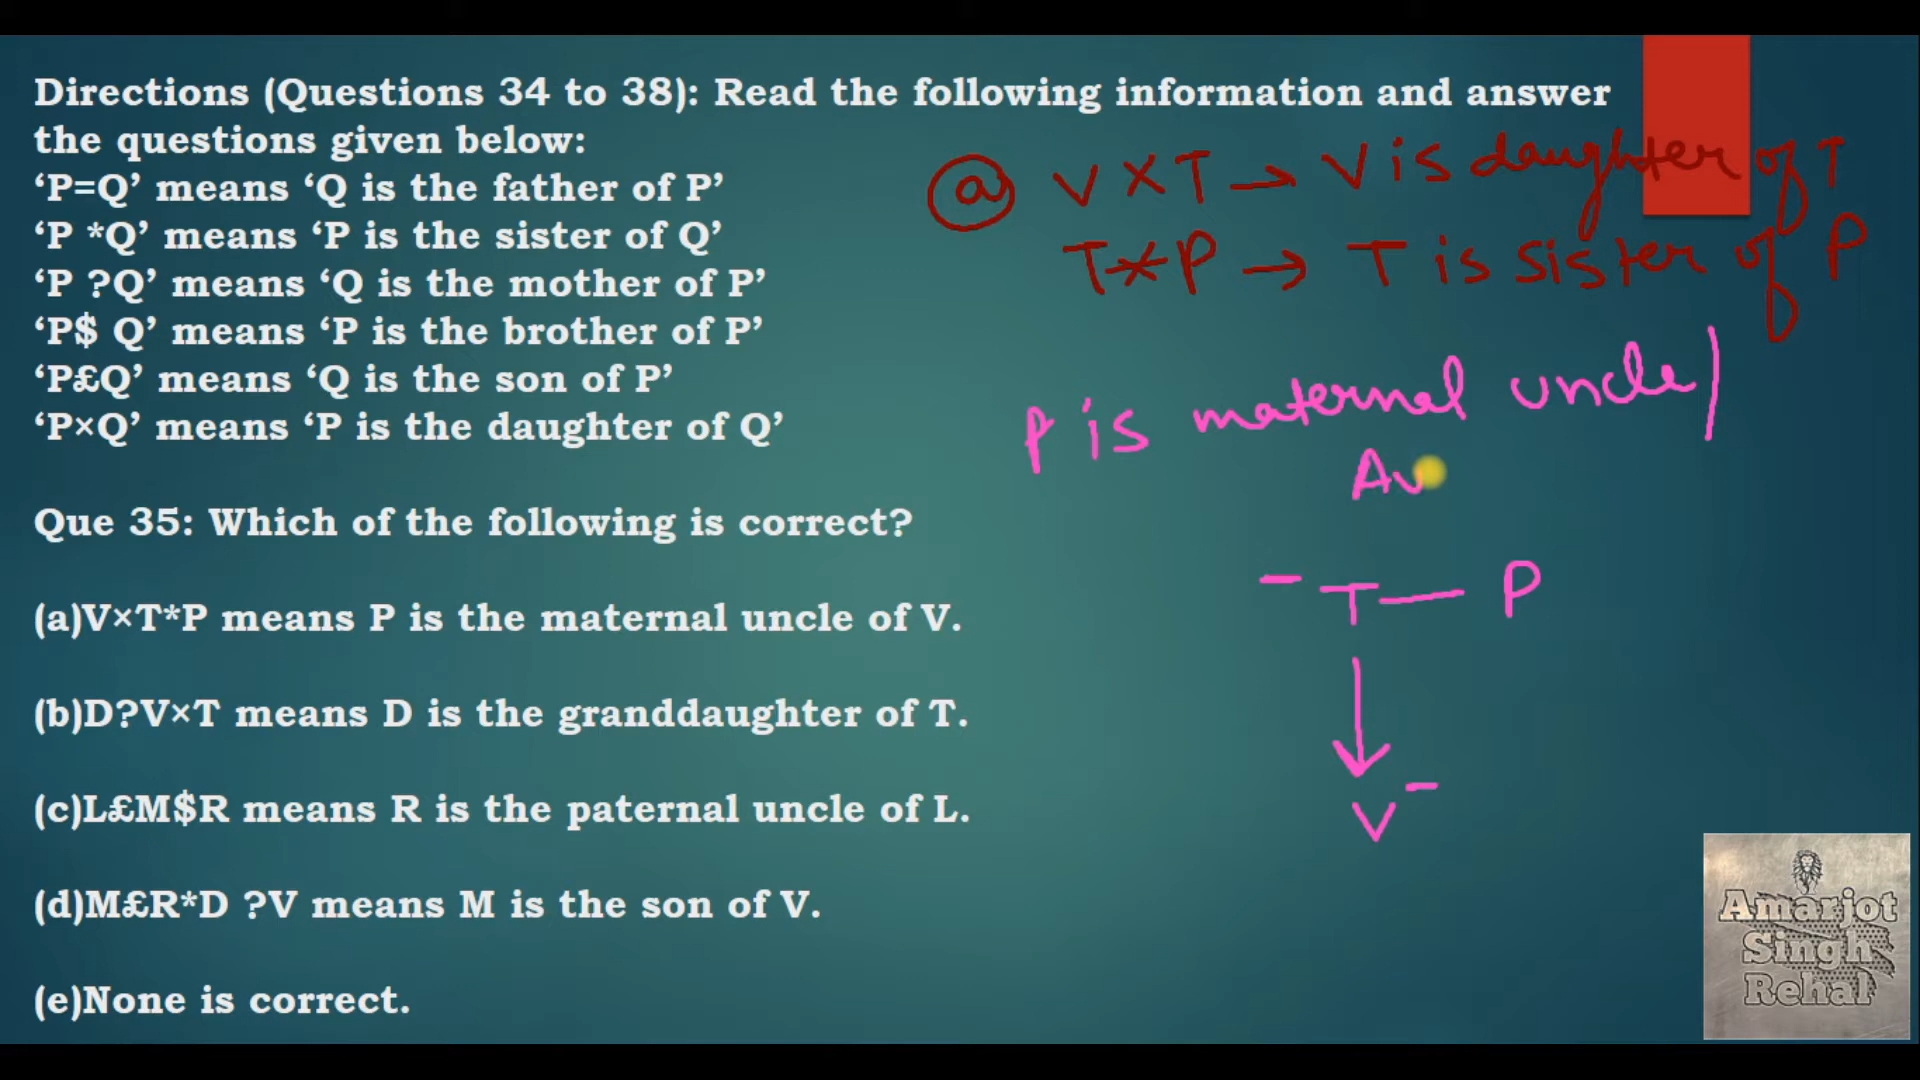 Directions (Questions 34 to 38): Read the following information and answer
the questions given below:
‘P=Q’ means ‘Q is the father of P’
‘P *Q’ means ‘P is the sister of Q’
‘P ?Q’ means ‘Q is the mother of P’
‘P$ Q’ means ‘P is the brother of P’
‘P£Q’ means ‘Q is the son of P’
‘P×Q’ means ‘P is the daughter of Q’
Que 35: Which of the following is correct?
(a)V×T*P means P is the maternal uncle of V.
(b)D?V×T means D is the granddaughter of T.
(c)L£M$R means R is the paternal uncle of L.
(d)M£R*D ?V means M is the son of V.
(e)None is correct.
(a) V × T → V is daughter of T
T * P → T is sister of P
P is maternal uncle/
Au
- T — P
V -
Amarjot
Singh
Rehal